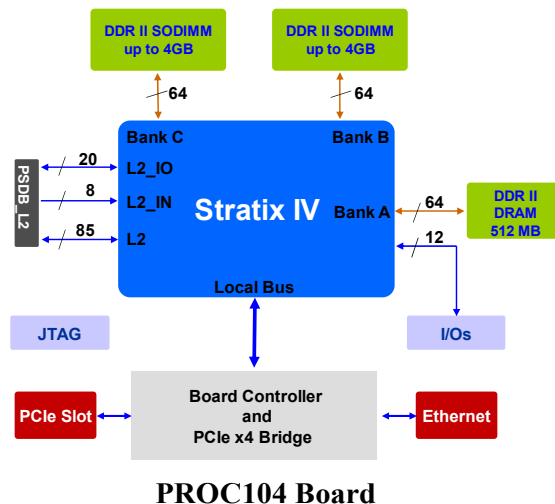 DDR II SODIMM
up to 4GB
DDR II SODIMM
up to 4GB
64
64
Bank C
Bank B
PSDB_L2
20
L2_IO
8
L2_IN
85
L2
Stratix IV
Bank A
64
12
DDR II
DRAM
512 MB
Local Bus
JTAG
I/Os
PCIe Slot
Board Controller
and
PCIe x4 Bridge
Ethernet
PROC104 Board